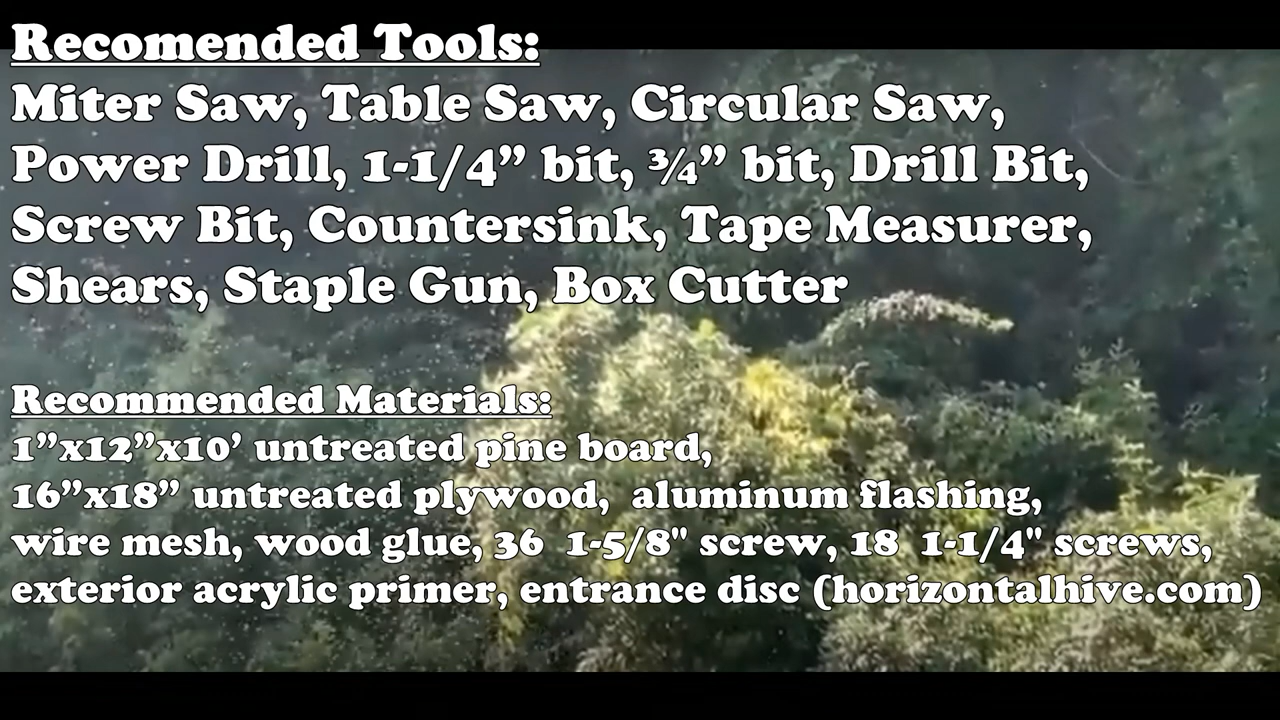 Recomended Tools:
Miter Saw, Table Saw, Circular Saw,
Power Drill, 1-1/4” bit, ¾” bit, Drill Bit,
Screw Bit, Countersink, Tape Measurer,
Shears, Staple Gun, Box Cutter
Recommended Materials:
1”x12”x10’ untreated pine board,
16”x18” untreated plywood,  aluminum flashing,
wire mesh, wood glue, 36  1-5/8" screw, 18  1-1/4" screws,
exterior acrylic primer, entrance disc (horizontalhive.com)